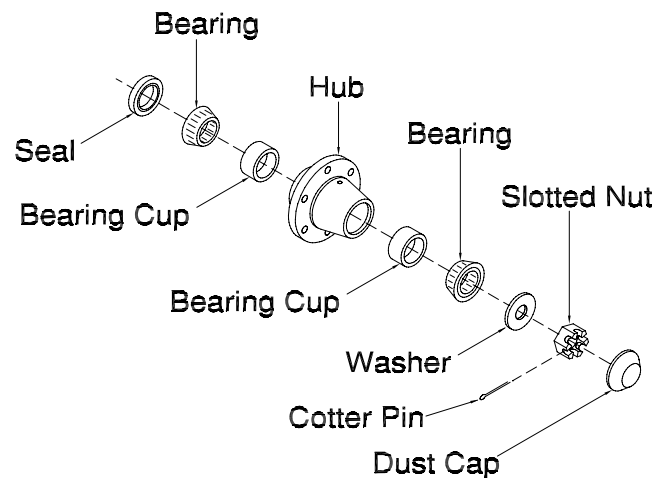 Bearing
Hub
Bearing
Seal
Slotted Nut
Bearing Cup
Bearing Cup
Washer
Cotter Pin
Dust Cap